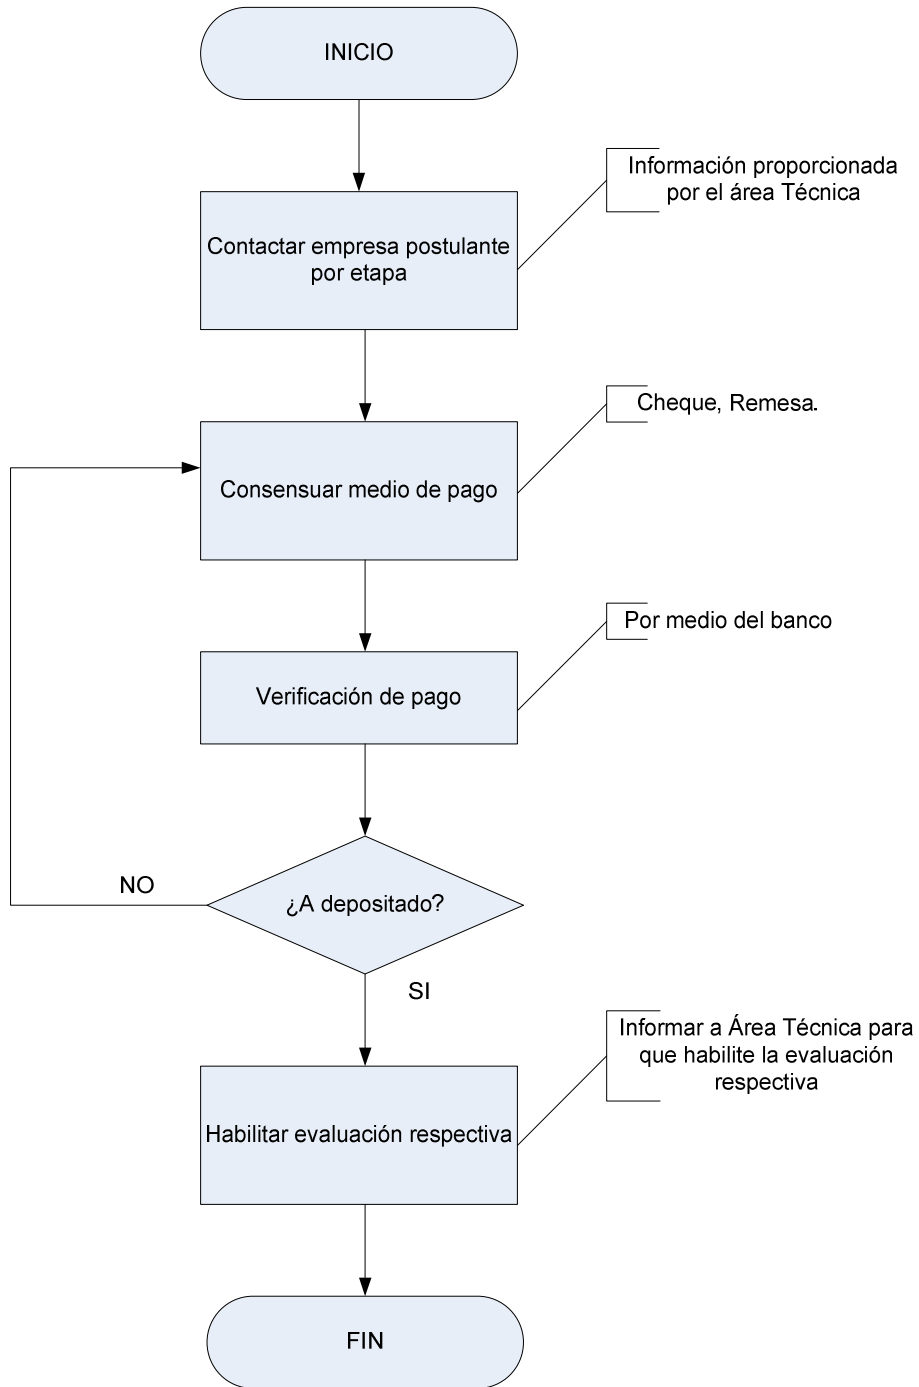 INICIO
Información proporcionada
por el área Técnica
Contactar empresa postulante
por etapa
Cheque, Remesa.
Consensuar medio de pago
Por medio del banco
Verificación de pago
NO
¿A depositado?
SI
Informar a Área Técnica para
que habilite la evaluación
respectiva
Habilitar evaluación respectiva
FIN